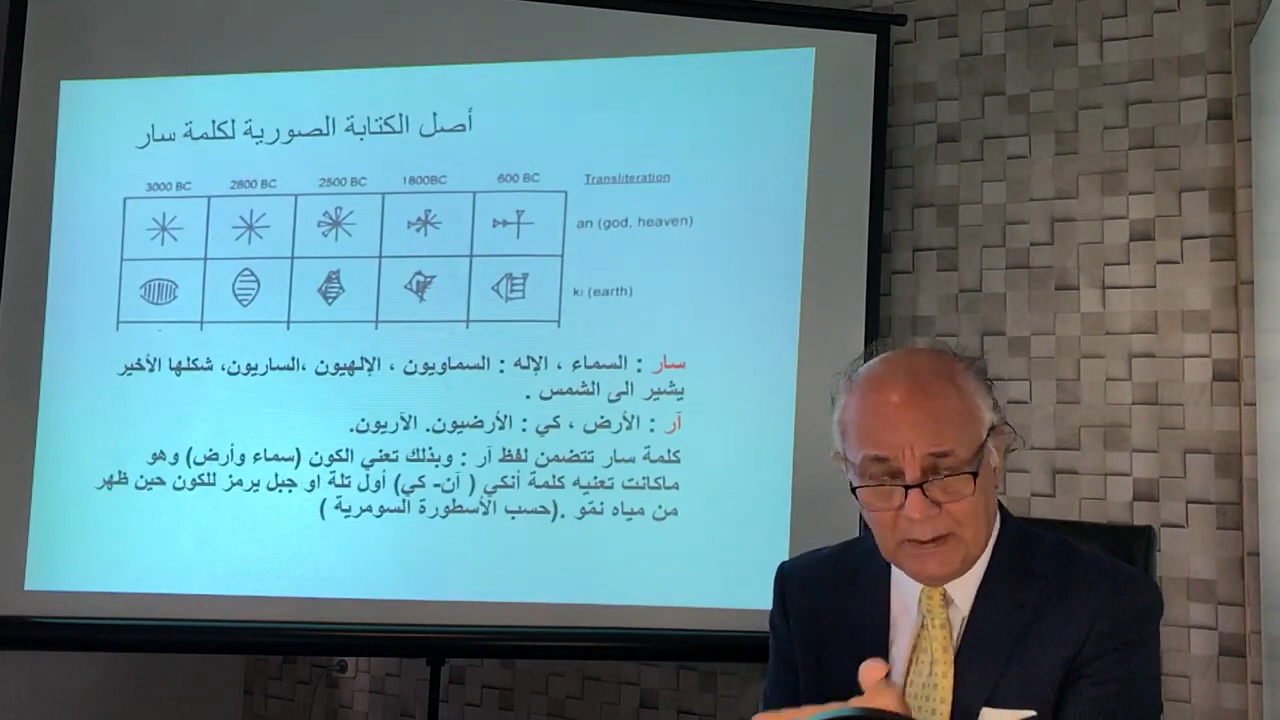 أصل الكتابة الصورية لكلمة سار
3000 BC 2800 BC 2500 BC 1800BC 600 BC Transliteration
an (god, heaven)
ki (earth)
سار : السماء ، الإله : السماويون ، الإلهيون ،الساريون، شكلها الأخير
يشير الى الشمس .
آر : الأرض ، كي : الأرضيون. الآريون.
كلمة سار تتضمن لفظ آر : وبذلك تعني الكون (سماء وأرض) وهو
ماكانت تعنيه كلمة أنكي ( آن- كي) أول تلة او جبل يرمز للكون حين ظهر
من مياه نمّو .(حسب الأسطورة السومرية )